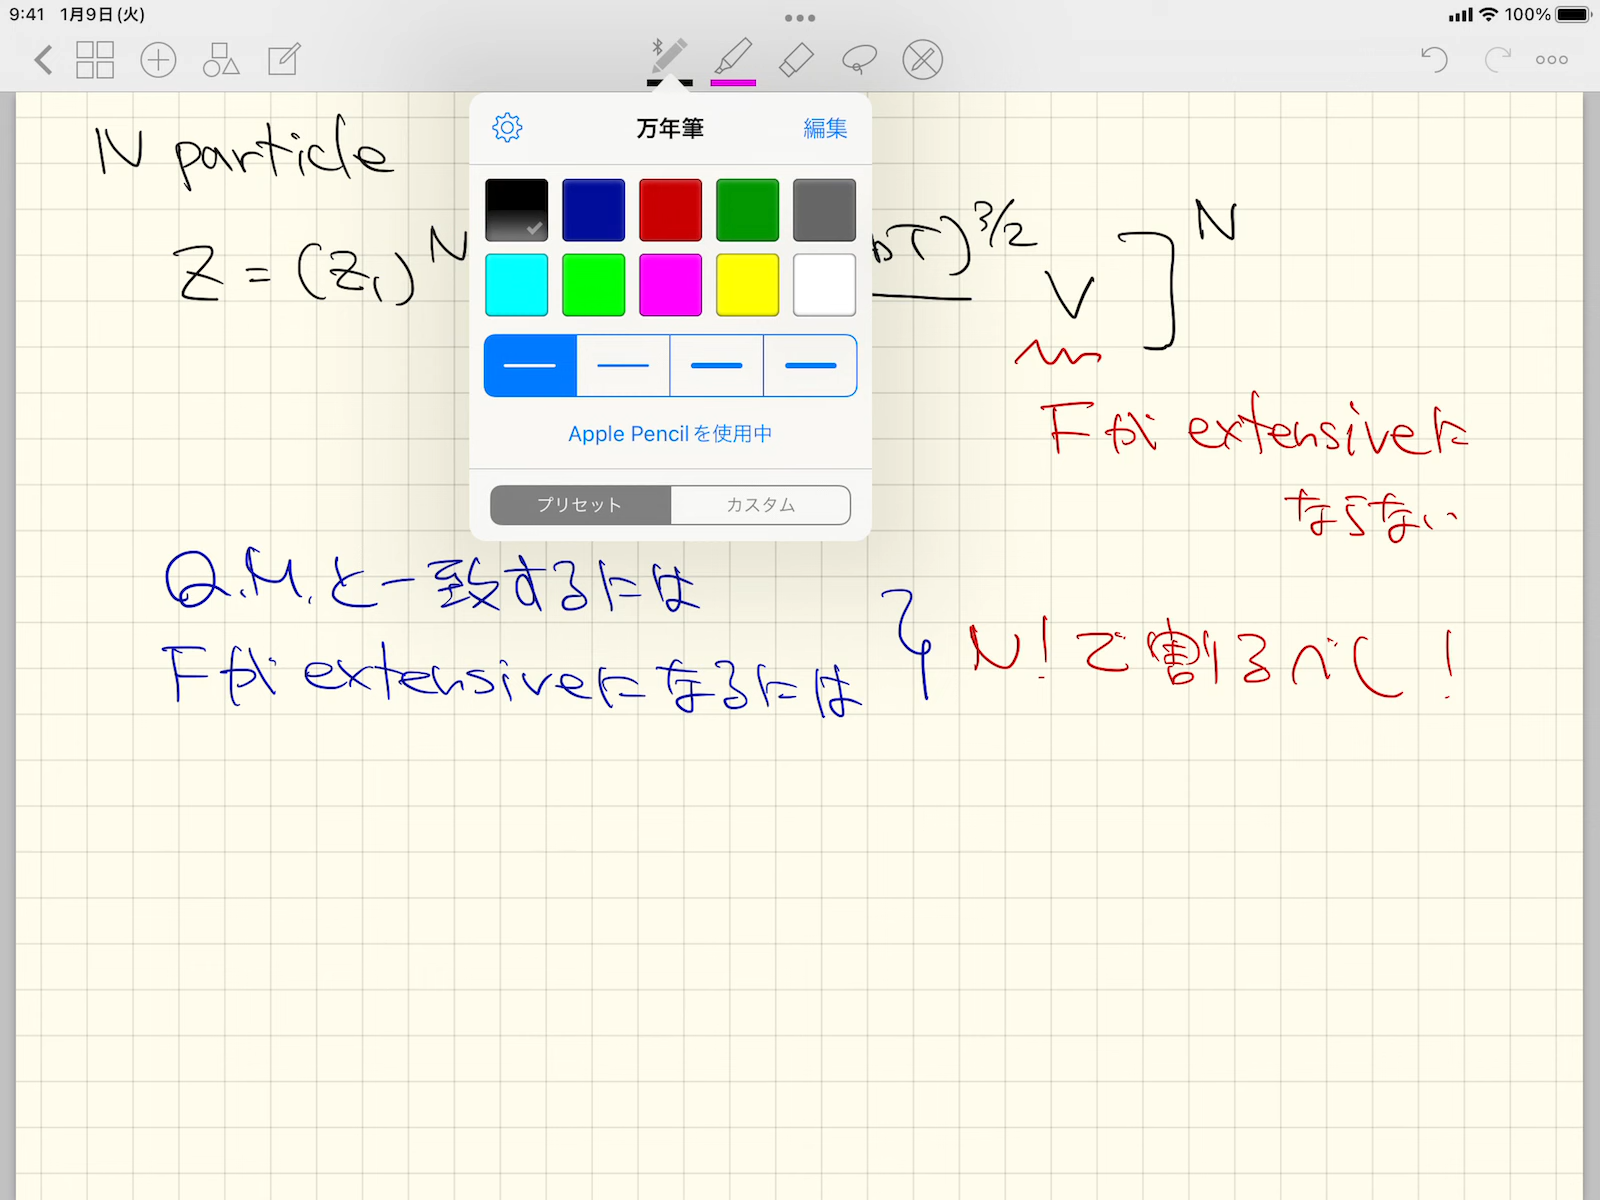 9:41 1月9日(火) 100%
万年筆 編集
Apple Pencilを使用中
プリセット カスタム
N particle
Z = (Z₁)^N T)^3/2 V ]^N
Fが extensiveに
ならない
Q.M.と一致するには
Fが extensiveになるには
N!で割るべし!